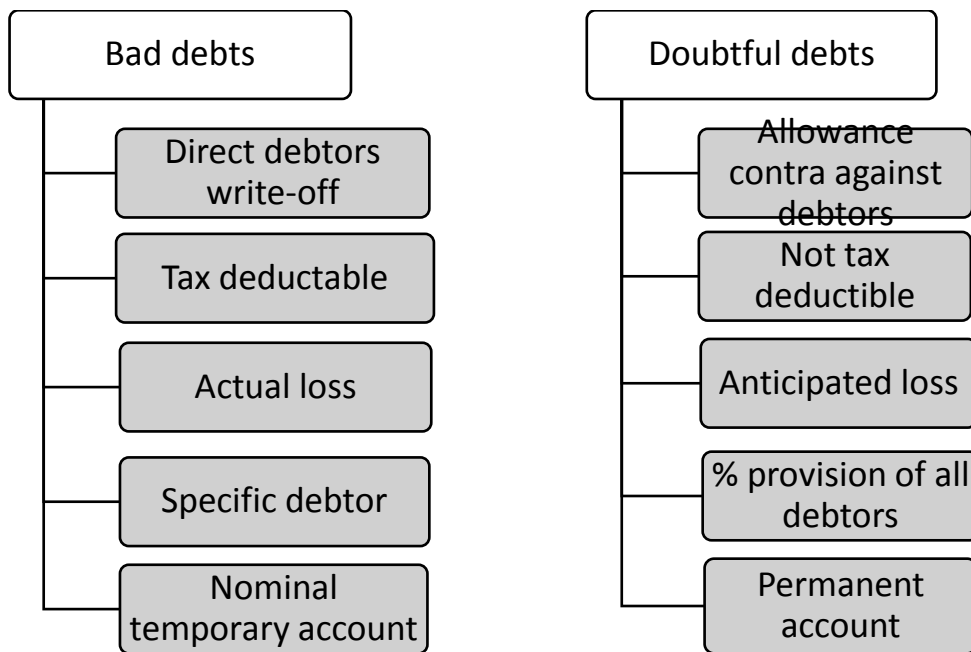 Bad debts
Direct debtors
write-off
Tax deductable
Actual loss
Specific debtor
Nominal
temporary account
Doubtful debts
Allowance
contra against
debtors
Not tax
deductible
Anticipated loss
% provision of all
debtors
Permanent
account